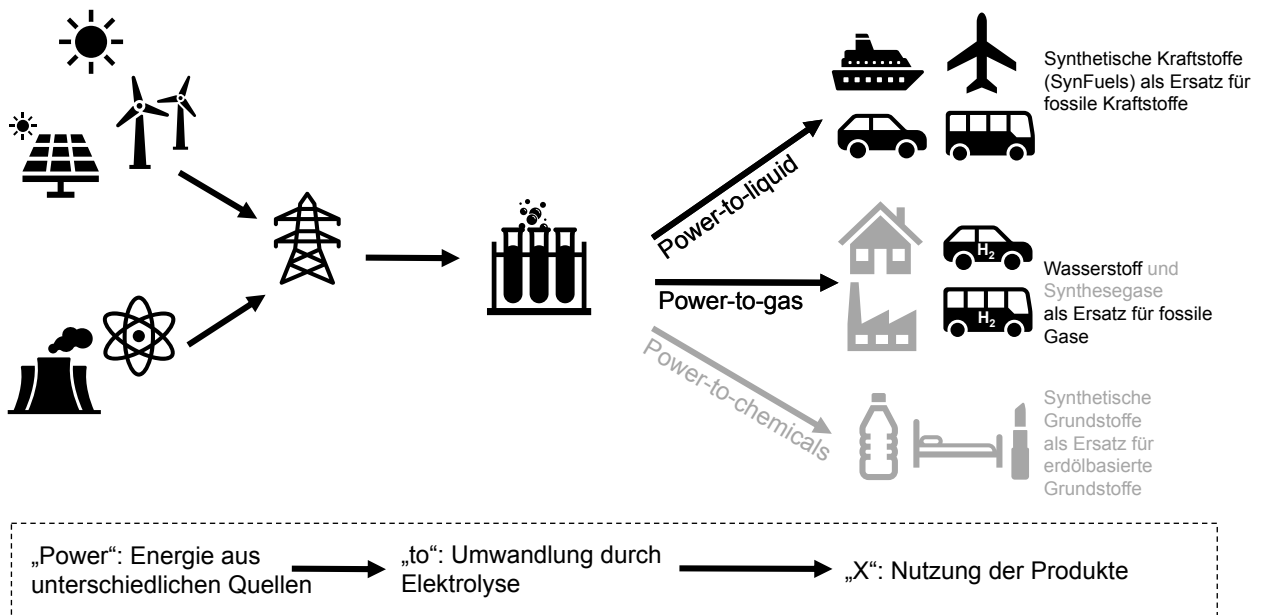 Synthetische Kraftstoffe
(SynFuels) als Ersatz für
fossile Kraftstoffe
Power-to-liquid
Power-to-gas
H2
H2
Wasserstoff und
Synthesegase
als Ersatz für fossile
Gase
Power-to-chemicals
Synthetische
Grundstoffe
als Ersatz für
erdölbasierte
Grundstoffe
„Power“: Energie aus
unterschiedlichen Quellen
„to“: Umwandlung durch
Elektrolyse
„X“: Nutzung der Produkte